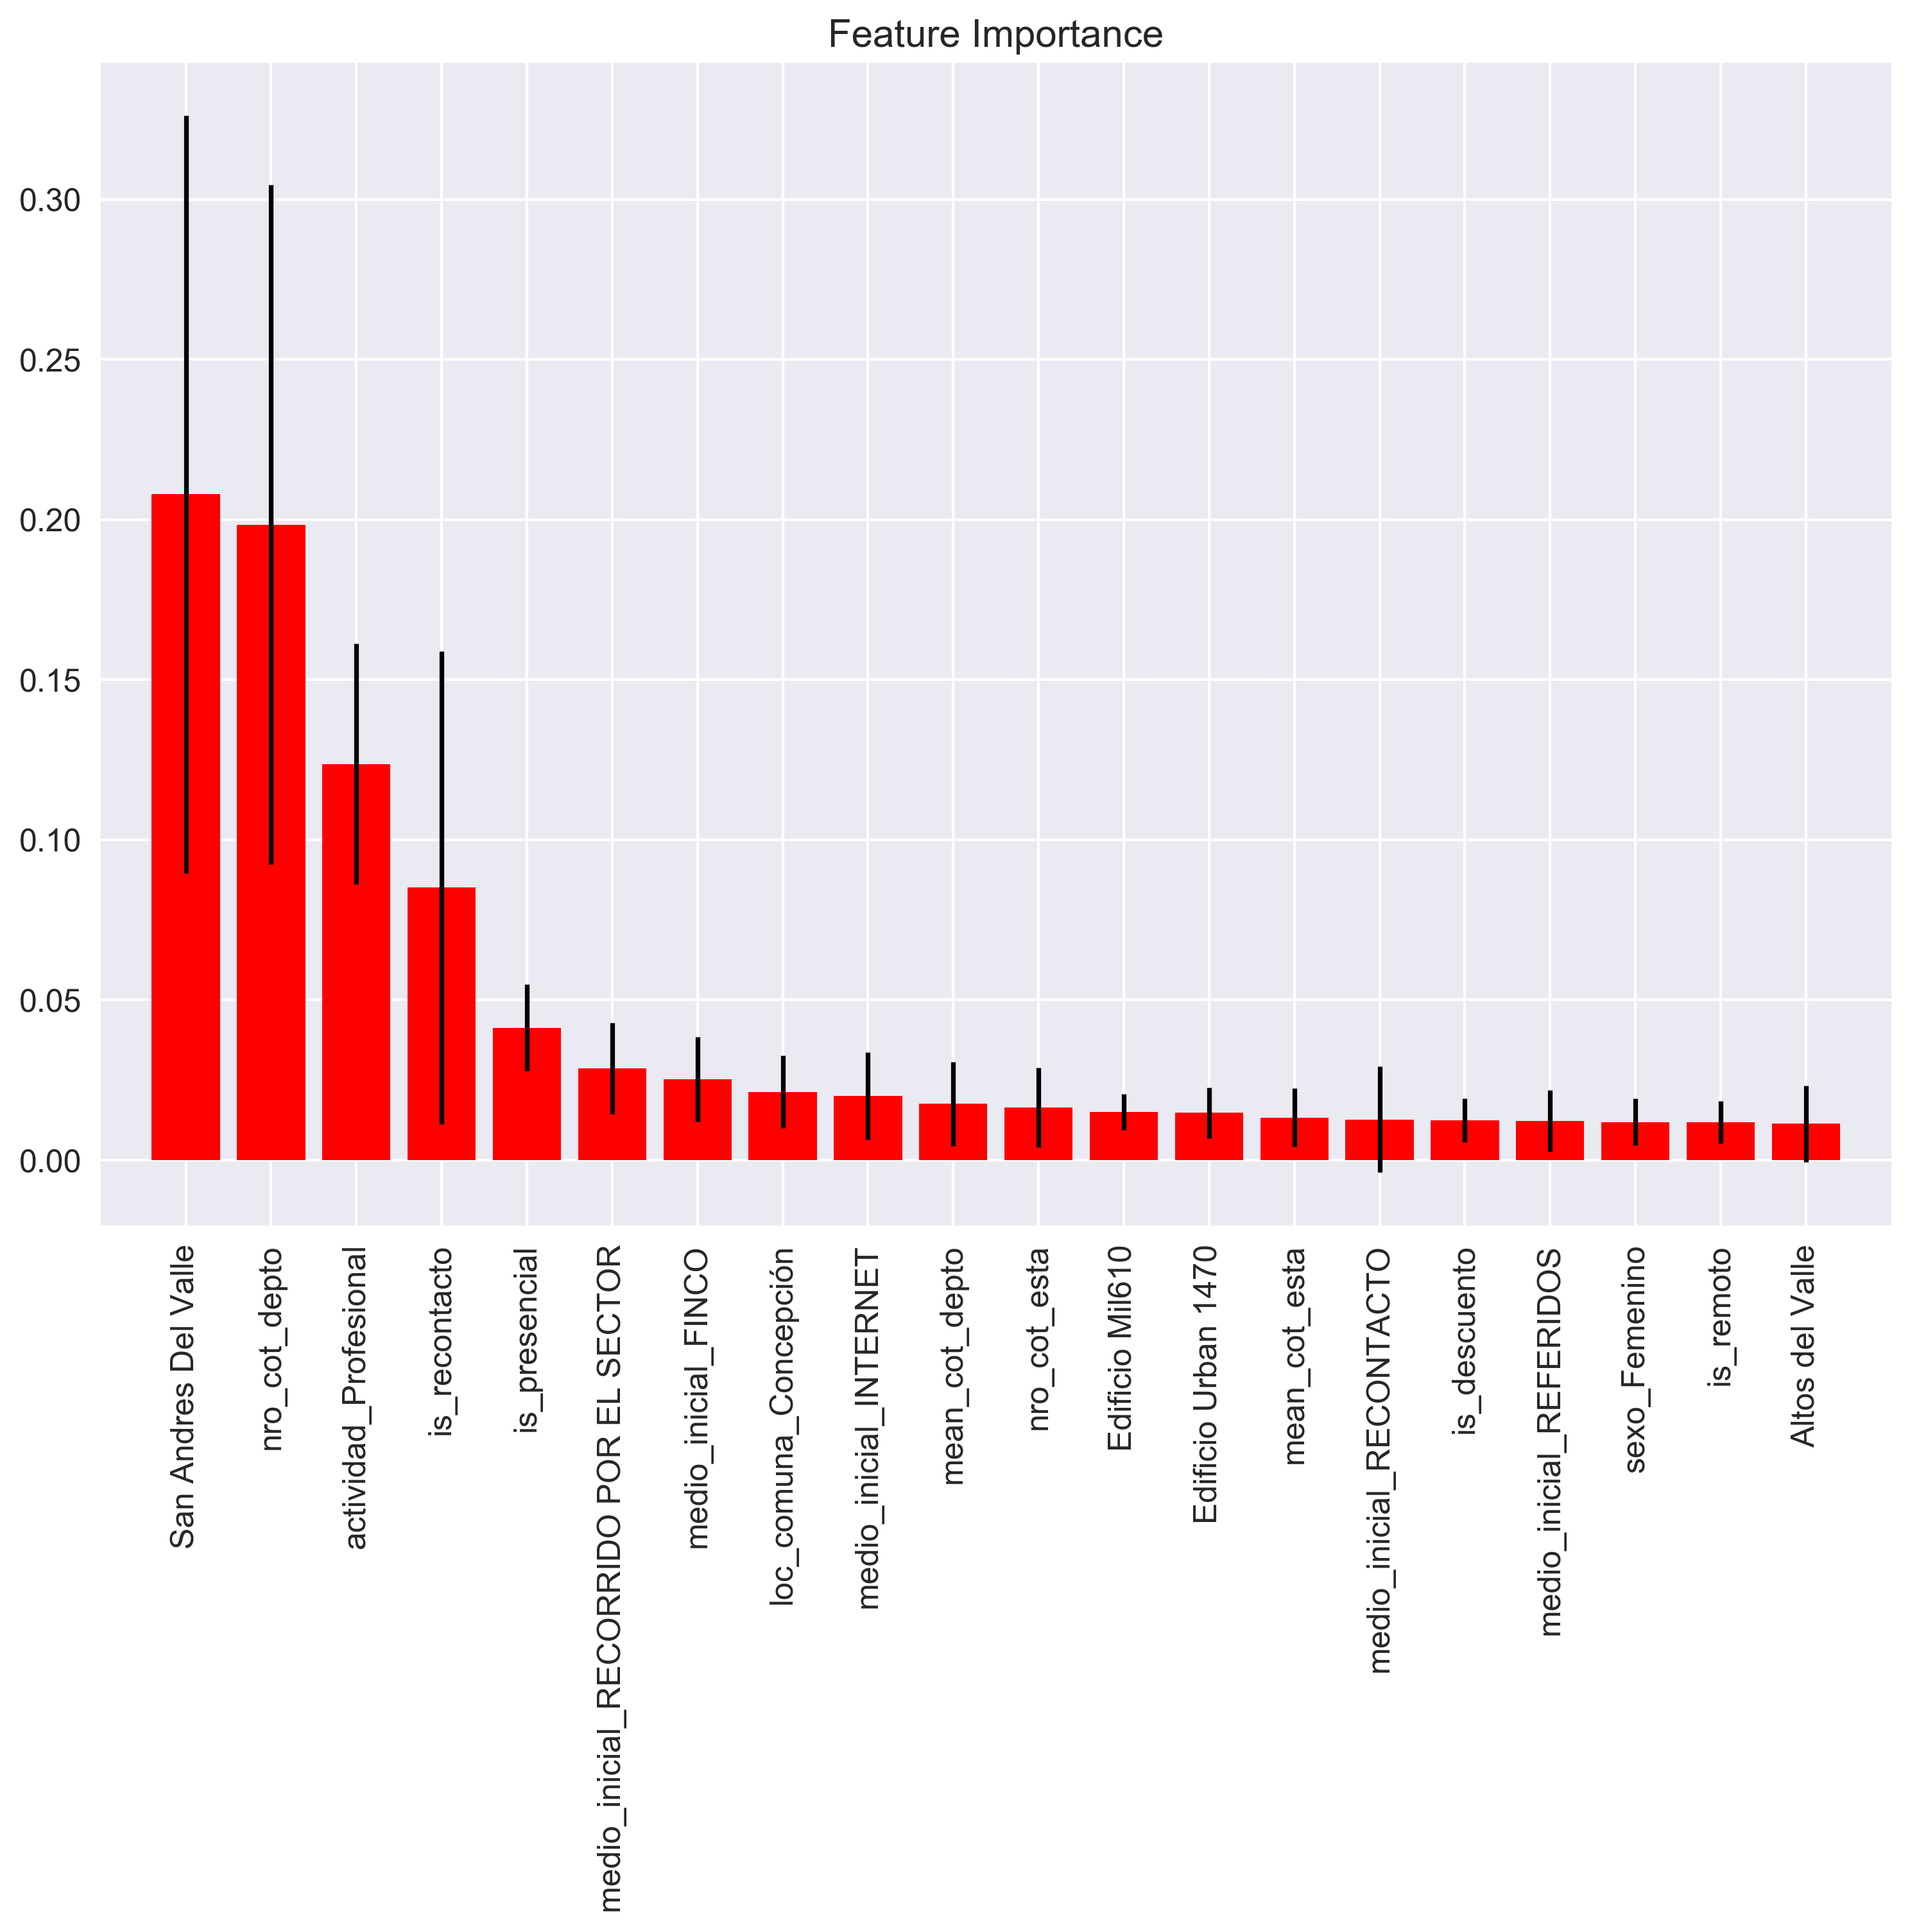 Feature Importance
0.30
0.25
0.20
0.15
0.10
0.05
0.00
San Andres Del Valle
nro_cot_depto
actividad_Profesional
is_recontacto
is_presencial
medio_inicial_RECORRIDO POR EL SECTOR
medio_inicial_FINCO
loc_comuna_Concepción
medio_inicial_INTERNET
mean_cot_depto
nro_cot_esta
Edificio Mil610
Edificio Urban 1470
mean_cot_esta
medio_inicial_RECONTACTO
is_descuento
medio_inicial_REFERIDOS
sexo_Femenino
is_remoto
Altos del Valle